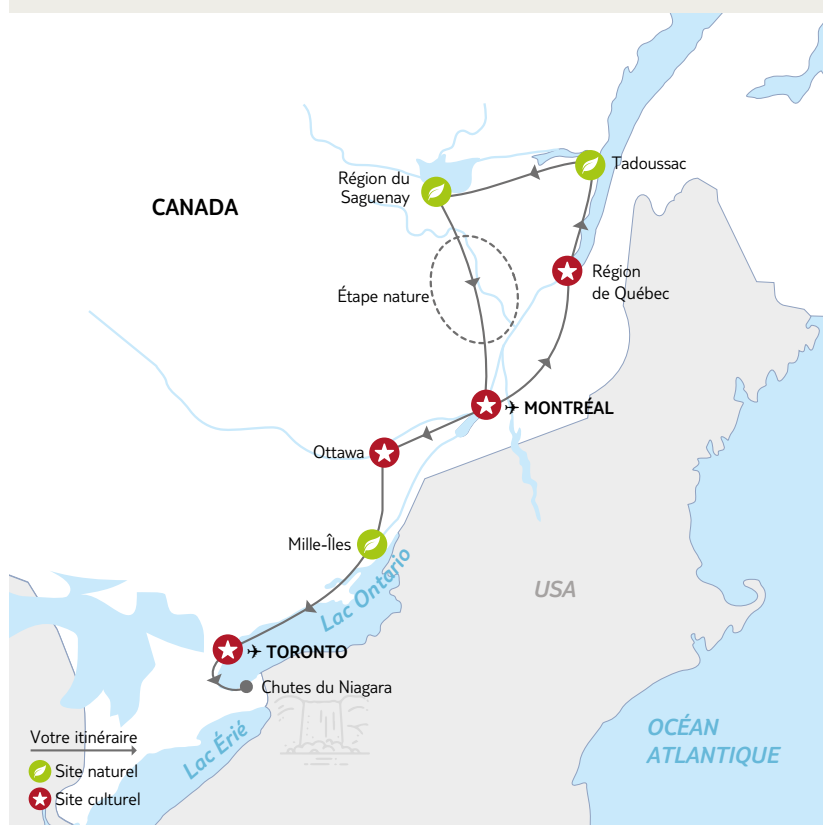 Région du
Saguenay
Tadoussac
CANADA
Région
de Québec
Étape nature
MONTRÉAL
Ottawa
Mille-Îles
Lac Ontario
USA
TORONTO
Chutes du Niagara
Lac Érié
OCÉAN
ATLANTIQUE
Votre itinéraire
Site naturel
Site culturel